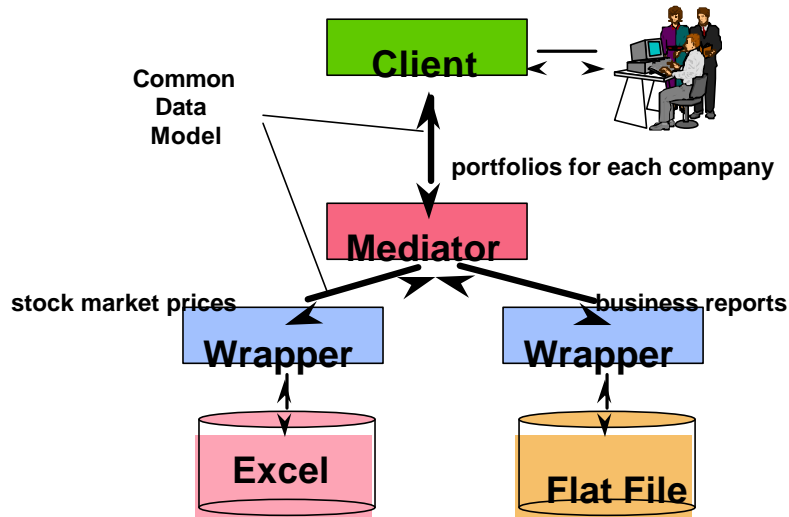 Client
Common
Data
Model
portfolios for each company
Mediator
stock market prices
business reports
Wrapper
Wrapper
Excel
Flat File